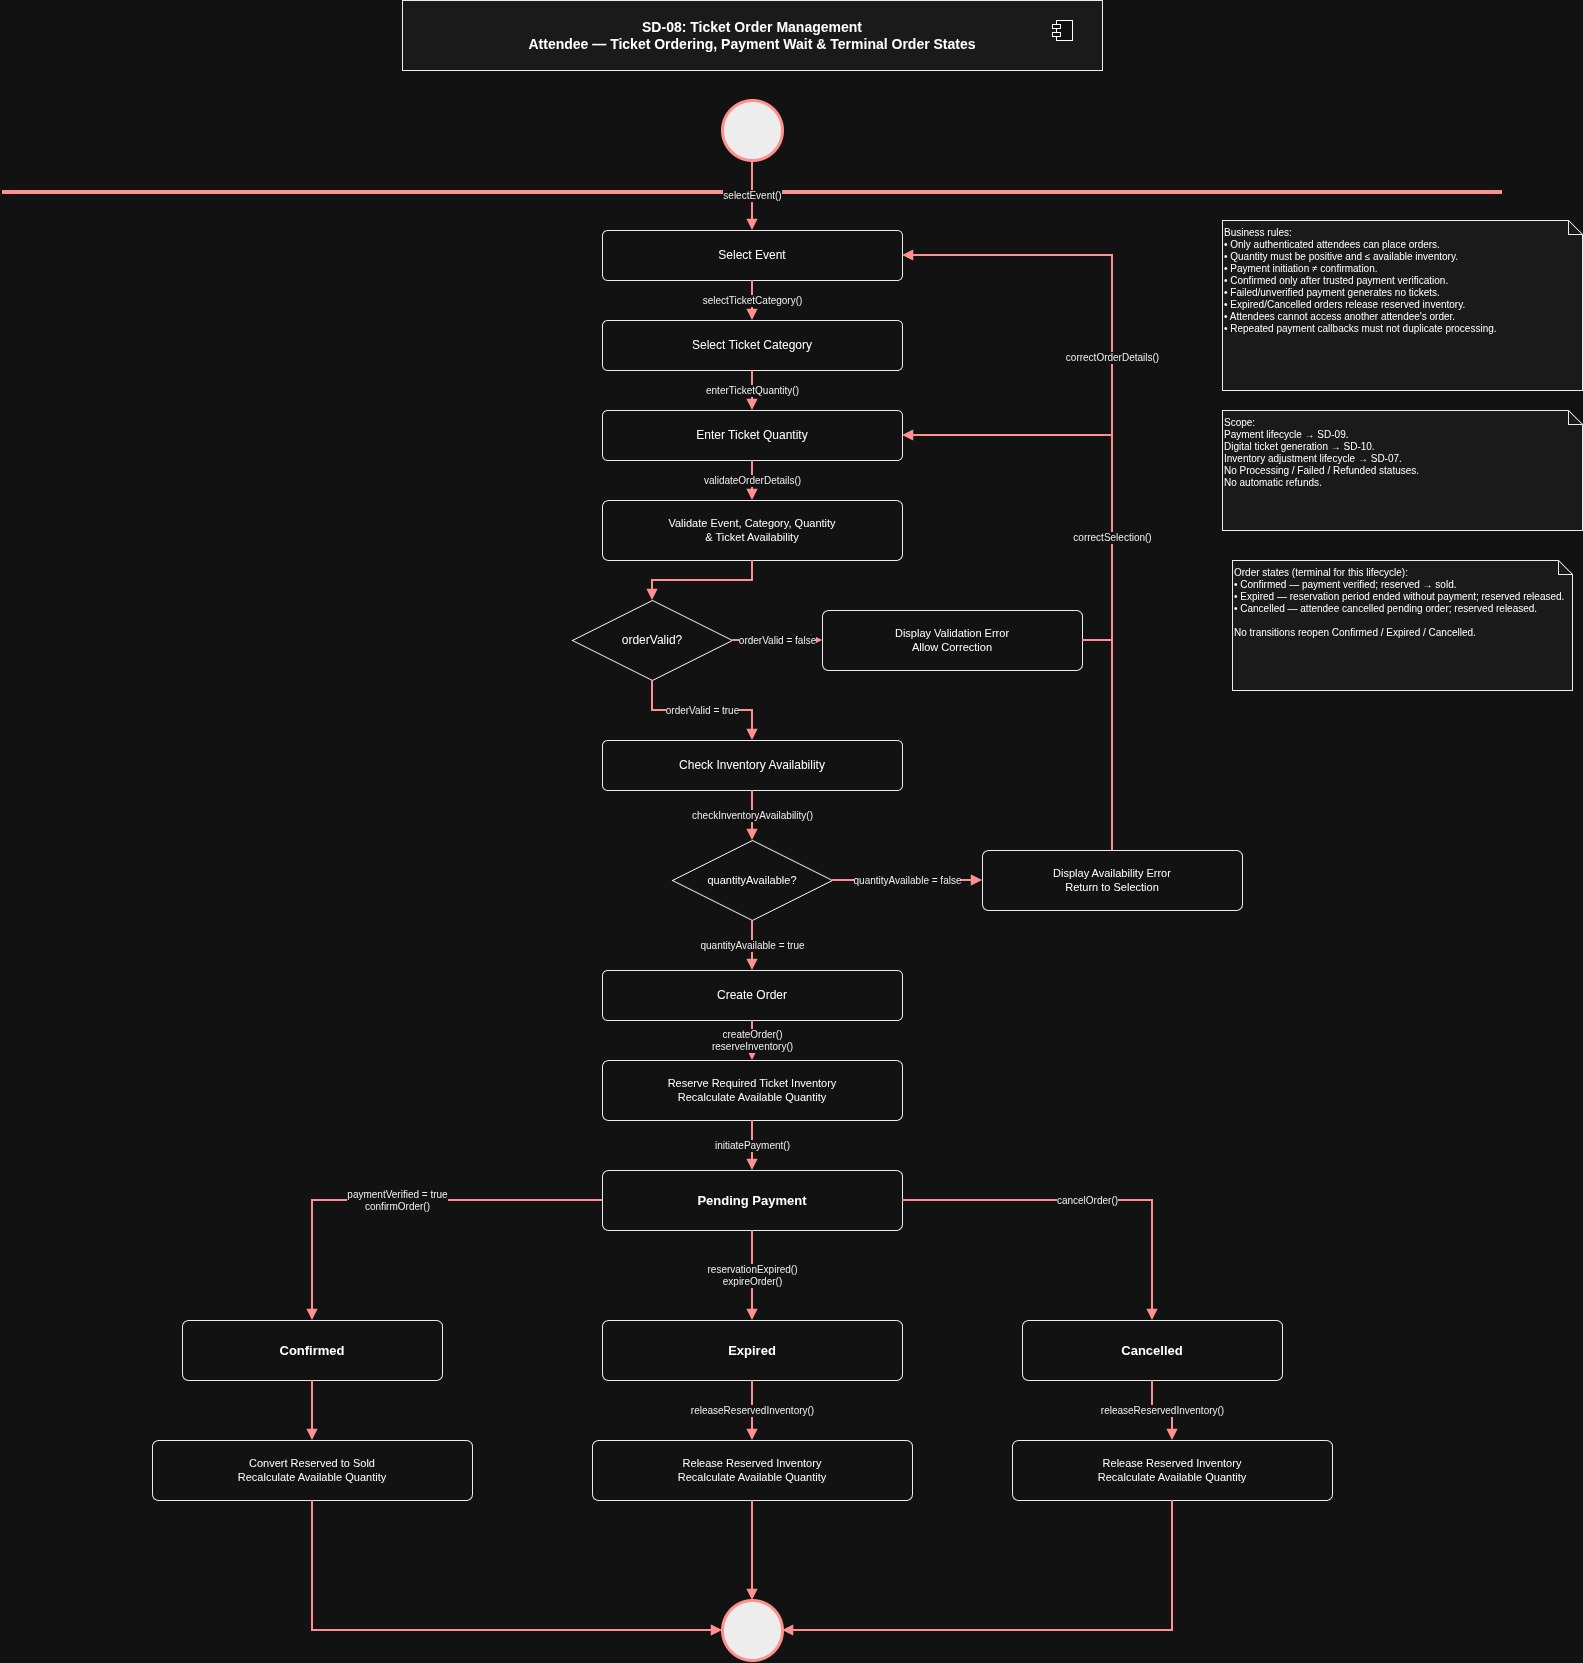 SD-08: Ticket Order Management
Attendee — Ticket Ordering, Payment Wait & Terminal Order States
selectEvent()
Select Event
selectTicketCategory()
Select Ticket Category
enterTicketQuantity()
Enter Ticket Quantity
validateOrderDetails()
Validate Event, Category, Quantity
& Ticket Availability
orderValid?
orderValid = false
Display Validation Error
Allow Correction
correctOrderDetails()
correctSelection()
orderValid = true
Check Inventory Availability
checkInventoryAvailability()
quantityAvailable?
quantityAvailable = false
Display Availability Error
Return to Selection
quantityAvailable = true
Create Order
createOrder()
reserveInventory()
Reserve Required Ticket Inventory
Recalculate Available Quantity
initiatePayment()
Pending Payment
paymentVerified = true
confirmOrder()
reservationExpired()
expireOrder()
cancelOrder()
Confirmed
Expired
Cancelled
releaseReservedInventory()
releaseReservedInventory()
Convert Reserved to Sold
Recalculate Available Quantity
Release Reserved Inventory
Recalculate Available Quantity
Release Reserved Inventory
Recalculate Available Quantity
Business rules:
• Only authenticated attendees can place orders.
• Quantity must be positive and ≤ available inventory.
• Payment initiation ≠ confirmation.
• Confirmed only after trusted payment verification.
• Failed/unverified payment generates no tickets.
• Expired/Cancelled orders release reserved inventory.
• Attendees cannot access another attendee's order.
• Repeated payment callbacks must not duplicate processing.
Scope:
Payment lifecycle → SD-09.
Digital ticket generation → SD-10.
Inventory adjustment lifecycle → SD-07.
No Processing / Failed / Refunded statuses.
No automatic refunds.
Order states (terminal for this lifecycle):
• Confirmed — payment verified; reserved → sold.
• Expired — reservation period ended without payment; reserved released.
• Cancelled — attendee cancelled pending order; reserved released.
No transitions reopen Confirmed / Expired / Cancelled.